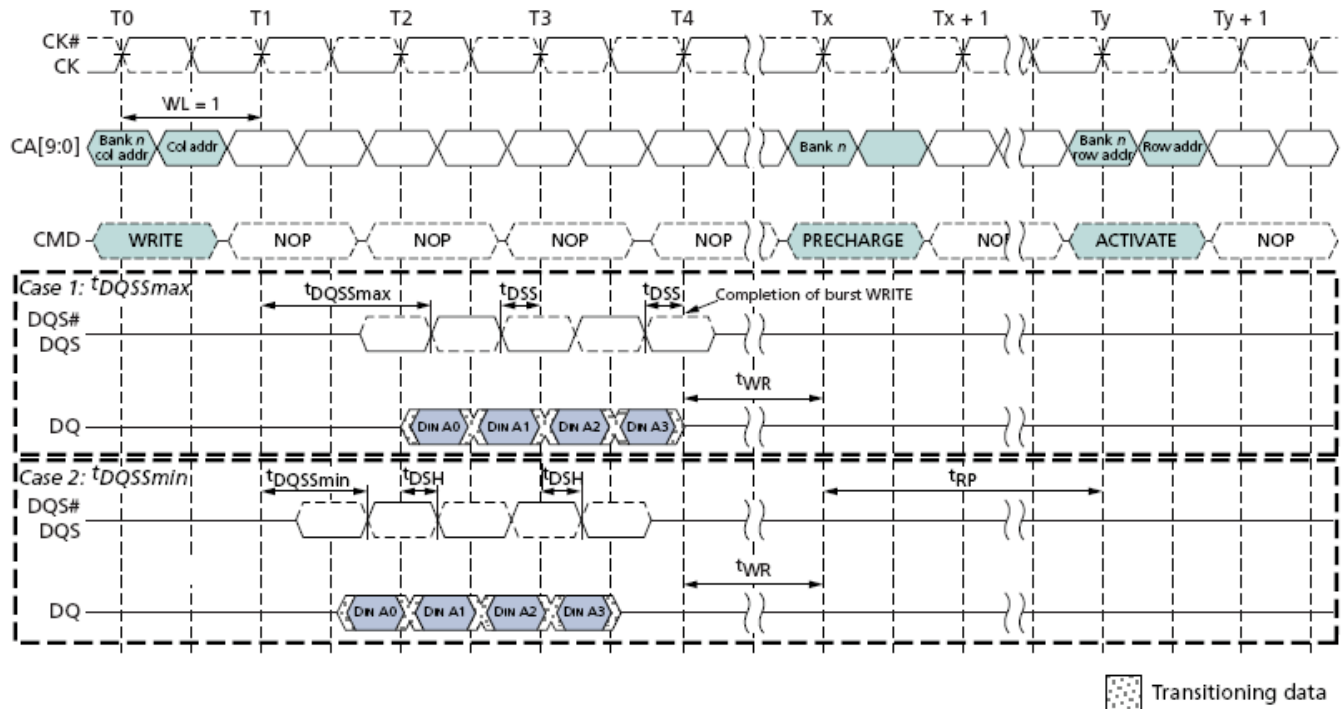 T0 T1 T2 T3 T4 Tx Tx + 1 Ty Ty + 1
CK#
CK
WL = 1
CA[9:0] Bank n col addr Col addr Bank n Bank n row addr Row addr
CMD WRITE NOP NOP NOP NOP PRECHARGE NOP ACTIVATE NOP
Case 1: tDQSSmax
tDQSSmax tDSS tDSS Completion of burst WRITE
DQS#
DQS
tWR
DQ DIN A0 DIN A1 DIN A2 DIN A3
Case 2: tDQSSmin
tDQSSmin tDSH tDSH tRP
DQS#
DQS
tWR
DQ DIN A0 DIN A1 DIN A2 DIN A3
Transitioning data